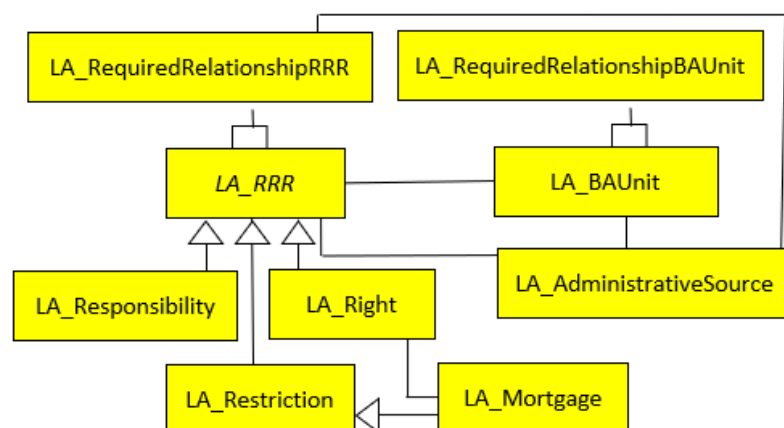 LA_RequiredRelationshipRRR
LA_RequiredRelationshipBAUnit
LA_RRR
LA_BAUnit
LA_Responsibility
LA_Right
LA_AdministrativeSource
LA_Restriction
LA_Mortgage